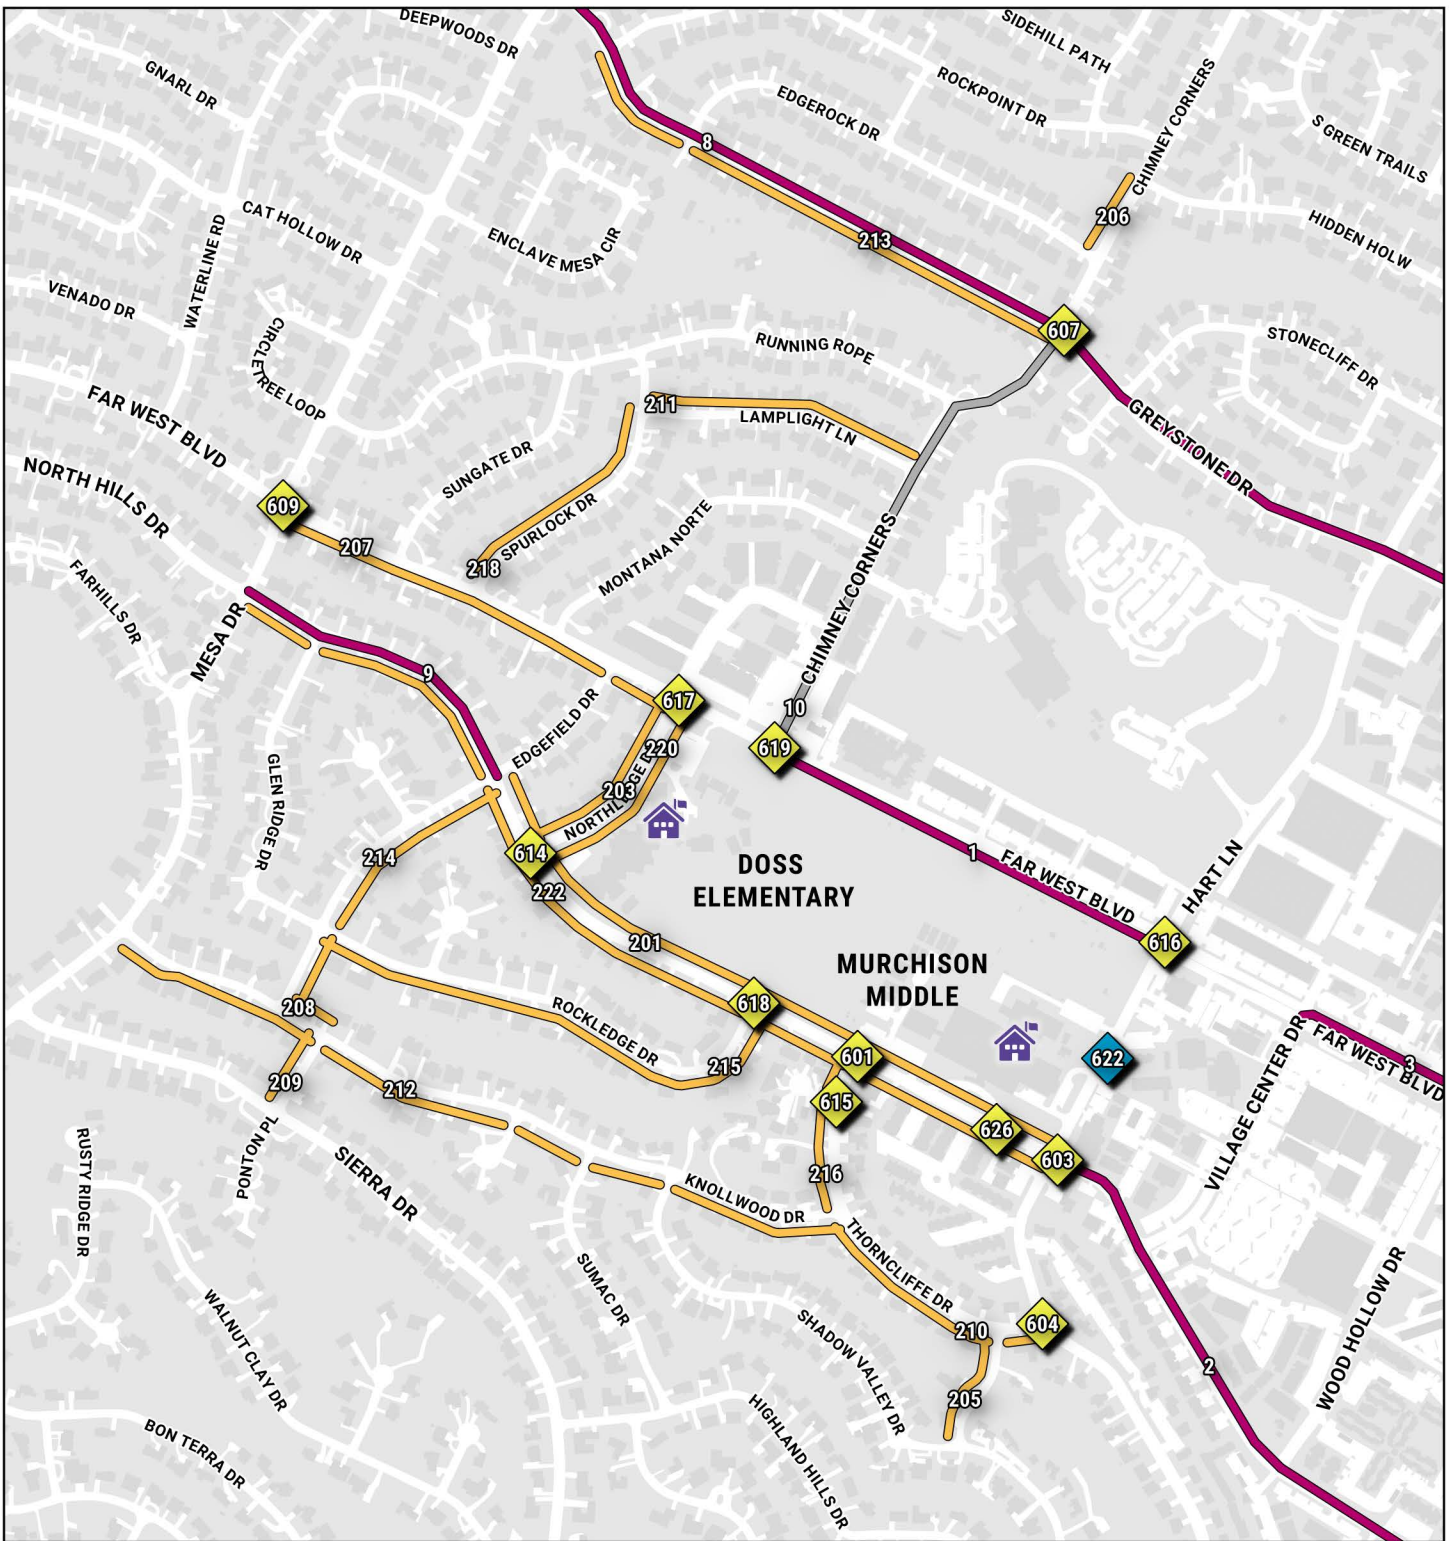 DEEPWOODS DR
SIDEHILL PATH
GNARL DR
ROCKPOINT DR
CHIMNEY CORNERS
EDGEROCK DR
S GREEN TRAILS
8
206
CAT HOLLOW DR
WATERLINE RD
ENCLAVE MESA CIR
213
HIDDEN HOLW
VENADO DR
607
RUNNING ROPE
STONECLIFF DR
CIRCLETREE LOOP
FAR WEST BLVD
211
LAMPLIGHT LN
GREYSTONE DR
NORTH HILLS DR
SUNGATE DR
609
207
SPURLOCK DR
218
MONTANA NORTE
CHIMNEY CORNERS
FARHILLS DR
MESA DR
9
EDGEFIELD DR
617
10
220
619
203
GLEN RIDGE DR
614
214
222
DOSS
ELEMENTARY
1
FAR WEST BLVD
HART LN
201
616
MURCHISON
MIDDLE
208
618
ROCKLEDGE DR
215
601
622
VILLAGE CENTER DR
FAR WEST BLVD
3
209
212
615
626
603
PONTON PL
RUSTY RIDGE DR
SIERRA DR
216
KNOLLWOOD DR
THORNCLIFFE DR
SUMAC DR
WALNUT CLAY DR
SHADOW VALLEY DR
210
604
205
2
WOOD HOLLOW DR
HIGHLAND HILLS DR
BON TERRA DR